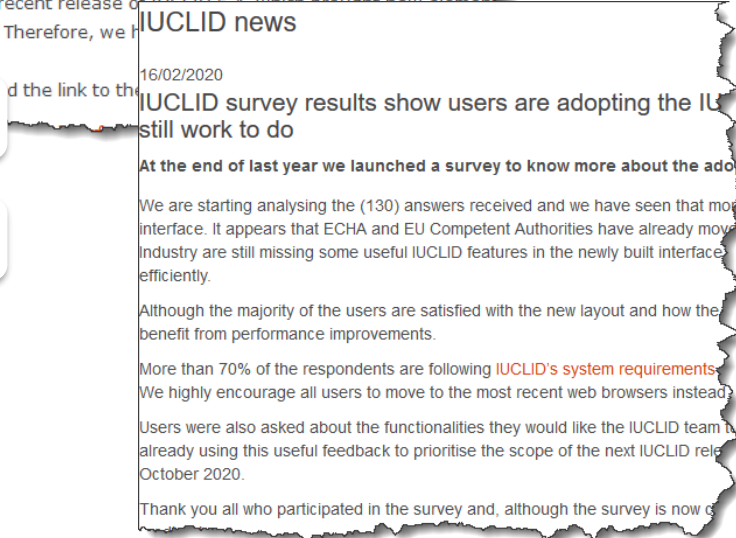 recent release o
Therefore, we h
d the link to the
IUCLID news
16/02/2020
IUCLID survey results show users are adopting the IU
still work to do
At the end of last year we launched a survey to know more about the ado
We are starting analysing the (130) answers received and we have seen that mor
interface. It appears that ECHA and EU Competent Authorities have already move
Industry are still missing some useful IUCLID features in the newly built interface
efficiently.
Although the majority of the users are satisfied with the new layout and how the
benefit from performance improvements.
More than 70% of the respondents are following IUCLID's system requirements
We highly encourage all users to move to the most recent web browsers instead
Users were also asked about the functionalities they would like the IUCLID team t
already using this useful feedback to prioritise the scope of the next IUCLID rele
October 2020.
Thank you all who participated in the survey and, although the survey is now